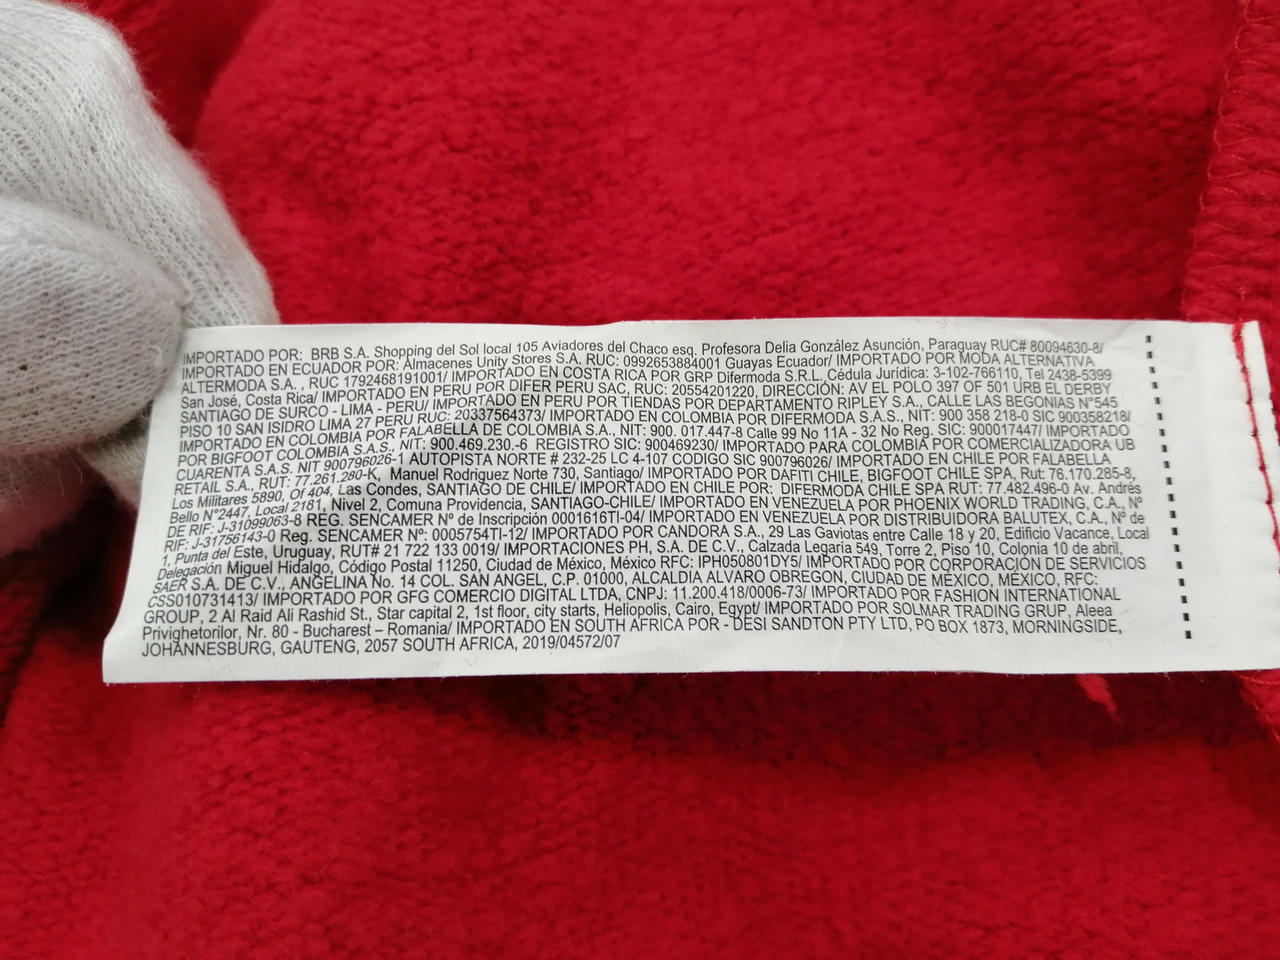 IMPORTADO POR: BRB S.A. Shopping del Sol local 105 Aviadores del Chaco esq. Profesora Delia González Asunción, Paraguay RUC# 80094630-8/
IMPORTADO EN ECUADOR POR: Almacenes Unity Stores S.A. RUC: 0992653884001 Guayas Ecuador/ IMPORTADO POR MODA ALTERNATIVA
ALTERMODA S.A. , RUC 1792468191001/ IMPORTADO EN COSTA RICA POR GRP Difermoda S.R.L. Cédula Jurídica: 3-102-766110, Tel 2438-5399
San José, Costa Rica/ IMPORTADO EN PERU POR DIFER PERU SAC, RUC: 20554201220, DIRECCIÓN: AV EL POLO 397 OF 501 URB EL DERBY
SANTIAGO DE SURCO - LIMA - PERU/ IMPORTADO EN PERU POR TIENDAS POR DEPARTAMENTO RIPLEY S.A., CALLE LAS BEGONIAS N°545
PISO 10 SAN ISIDRO LIMA 27 PERU RUC: 20337564373/ IMPORTADO EN COLOMBIA POR DIFERMODA S.A.S., NIT: 900 358 218-0 SIC 900358218/
IMPORTADO EN COLOMBIA POR FALABELLA DE COLOMBIA S.A., NIT: 900. 017.447-8 Calle 99 No 11A - 32 No Reg. SIC: 900017447/ IMPORTADO
POR BIGFOOT COLOMBIA S.A.S., NIT: 900.469.230.-6 REGISTRO SIC: 900469230/ IMPORTADO PARA COLOMBIA POR COMERCIALIZADORA UB
CUARENTA S.A.S. NIT 900796026-1 AUTOPISTA NORTE # 232-25 LC 4-107 CODIGO SIC 900796026/ IMPORTADO EN CHILE POR FALABELLA
RETAIL S.A., RUT: 77.261.280-K, Manuel Rodriguez Norte 730, Santiago/ IMPORTADO POR DAFITI CHILE, BIGFOOT CHILE SPA, Rut: 76.170.285-8,
Los Militares 5890, Of 404, Las Condes, SANTIAGO DE CHILE/ IMPORTADO EN CHILE POR: DIFERMODA CHILE SPA RUT: 77.482.496-0 Av. Andrés
Bello N°2447, Local 2181, Nivel 2, Comuna Providencia, SANTIAGO-CHILE/ IMPORTADO EN VENEZUELA POR PHOENIX WORLD TRADING, C.A., Nº
DE RIF: J-31099063-8 REG. SENCAMER Nº de Inscripción 0001616TI-04/ IMPORTADO EN VENEZUELA POR DISTRIBUIDORA BALUTEX, C.A., Nº de
RIF: J-31756143-0 Reg. SENCAMER Nº: 0005754TI-12/ IMPORTADO POR CANDORA S.A., 29 Las Gaviotas entre Calle 18 y 20, Edificio Vacance, Local
1, Punta del Este, Uruguay, RUT# 21 722 133 0019/ IMPORTACIONES PH, S.A. DE C.V., Calzada Legaria 549, Torre 2, Piso 10, Colonia 10 de abril,
Delegación Miguel Hidalgo, Código Postal 11250, Ciudad de México, México RFC: IPH050801DY5/ IMPORTADO POR CORPORACIÓN DE SERVICIOS
SAER S.A. DE C.V., ANGELINA No. 14 COL. SAN ANGEL, C.P. 01000, ALCALDIA ALVARO OBREGON, CIUDAD DE MÉXICO, MÉXICO, RFC:
CSS010731413/ IMPORTADO POR GFG COMERCIO DIGITAL LTDA, CNPJ: 11.200.418/0006-73/ IMPORTADO POR FASHION INTERNATIONAL
GROUP, 2 Al Raid Ali Rashid St., Star capital 2, 1st floor, city starts, Heliopolis, Cairo, Egypt/ IMPORTADO POR SOLMAR TRADING GRUP, Aleea
Privighetorilor, Nr. 80 - Bucharest – Romania/ IMPORTADO EN SOUTH AFRICA POR - DESI SANDTON PTY LTD, PO BOX 1873, MORNINGSIDE,
JOHANNESBURG, GAUTENG, 2057 SOUTH AFRICA, 2019/04572/07